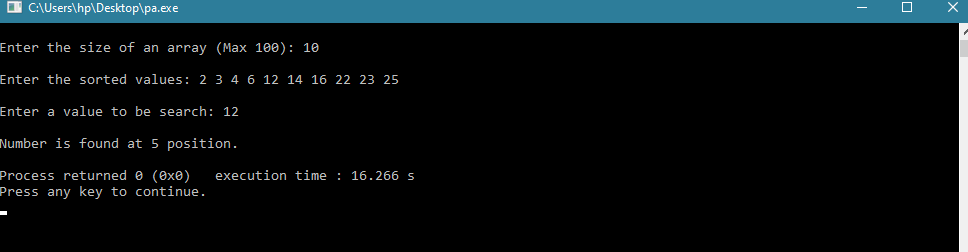 C:\Users\hp\Desktop\pa.exe
Enter the size of an array (Max 100): 10
Enter the sorted values: 2 3 4 6 12 14 16 22 23 25
Enter a value to be search: 12
Number is found at 5 position.
Process returned 0 (0x0)   execution time : 16.266 s
Press any key to continue.